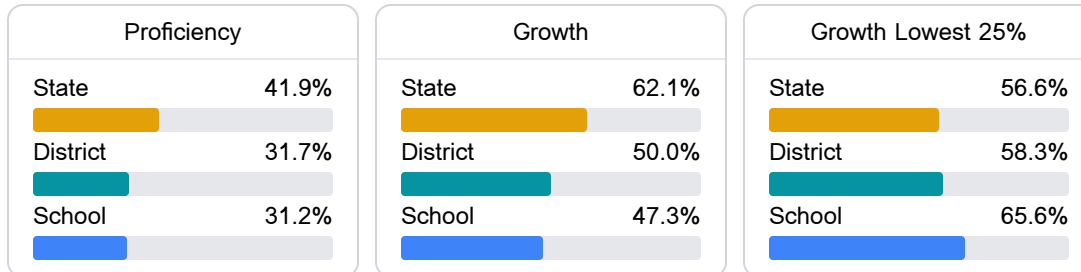 Proficiency
State 41.9%
District 31.7%
School 31.2%
Growth
State 62.1%
District 50.0%
School 47.3%
Growth Lowest 25%
State 56.6%
District 58.3%
School 65.6%